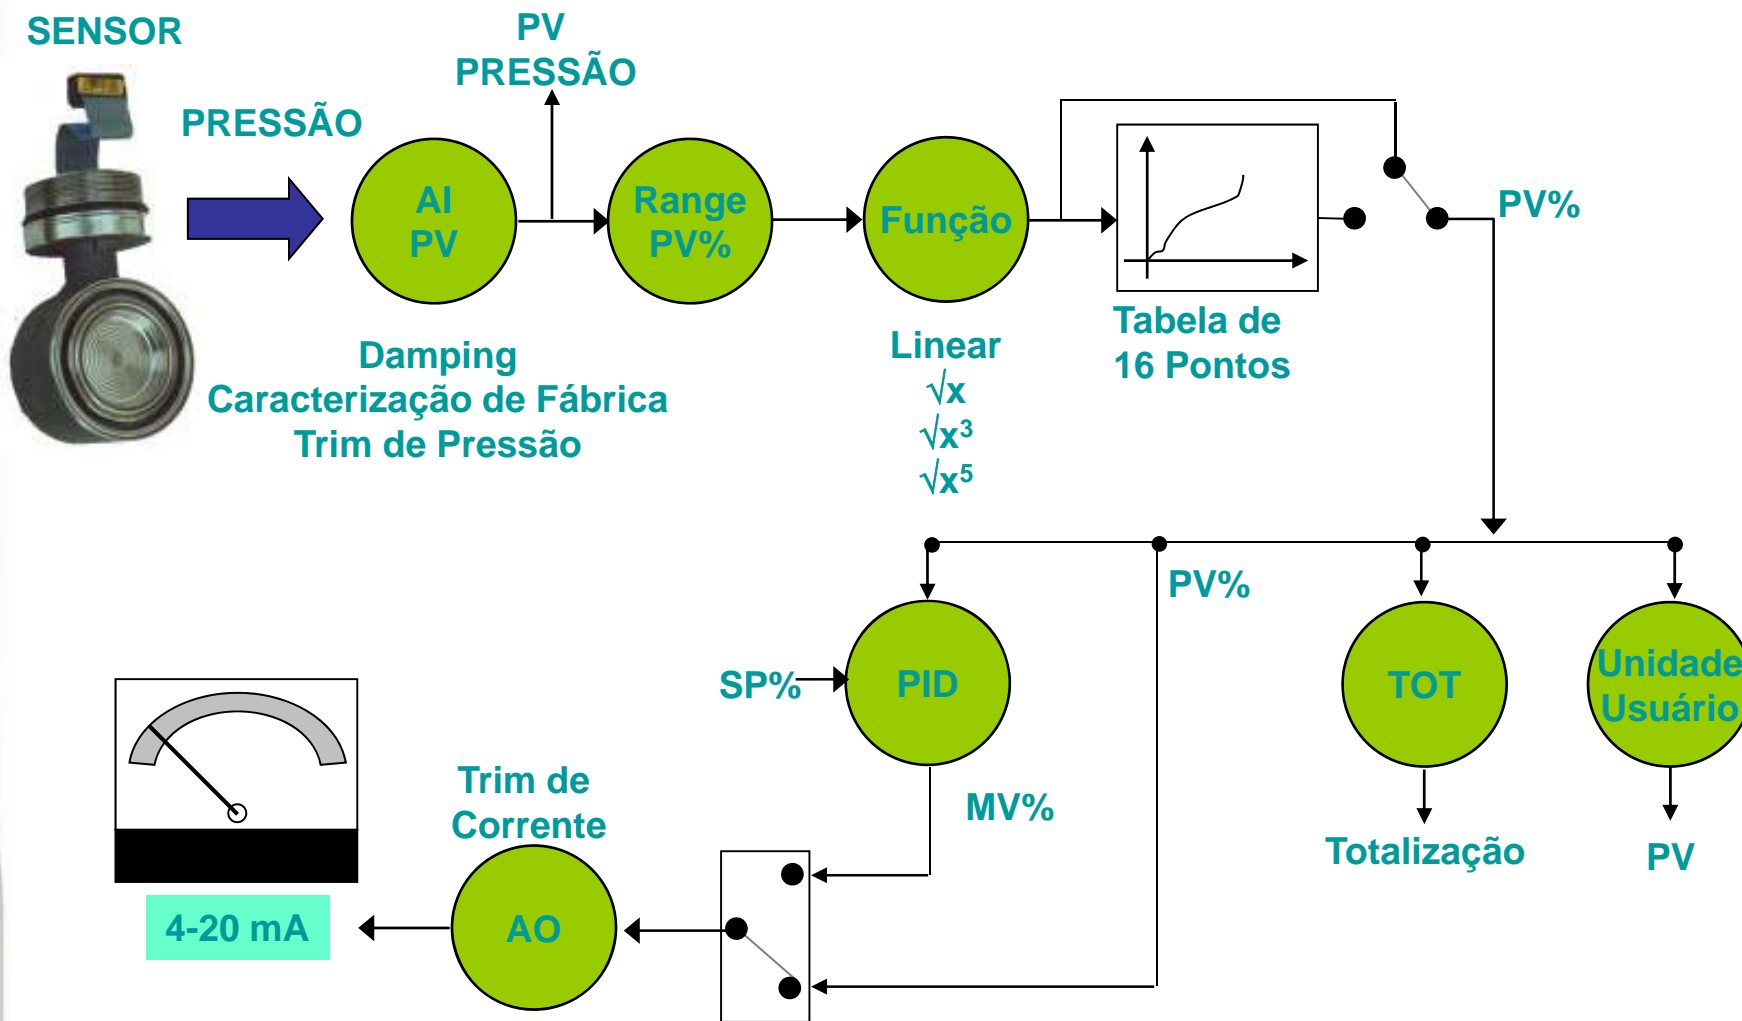 SENSOR
PV
PRESSÃO
PRESSÃO
AI
PV
Range
PV%
Função
PV%
Damping
Caracterização de Fábrica
Trim de Pressão
Linear
√x
√x³
√x⁵
Tabela de
16 Pontos
PV%
SP%
PID
TOT
Unidade
Usuário
MV%
Totalização
PV
Trim de
Corrente
AO
4-20 mA